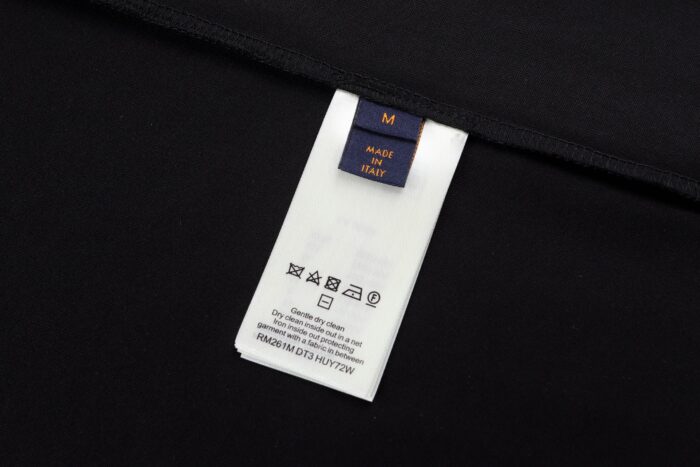 M
MADE
IN
ITALY
Gentle dry clean
Dry clean inside out in a net
Iron inside out protecting
garment with a fabric in between
RM261M DT3 HUY72W